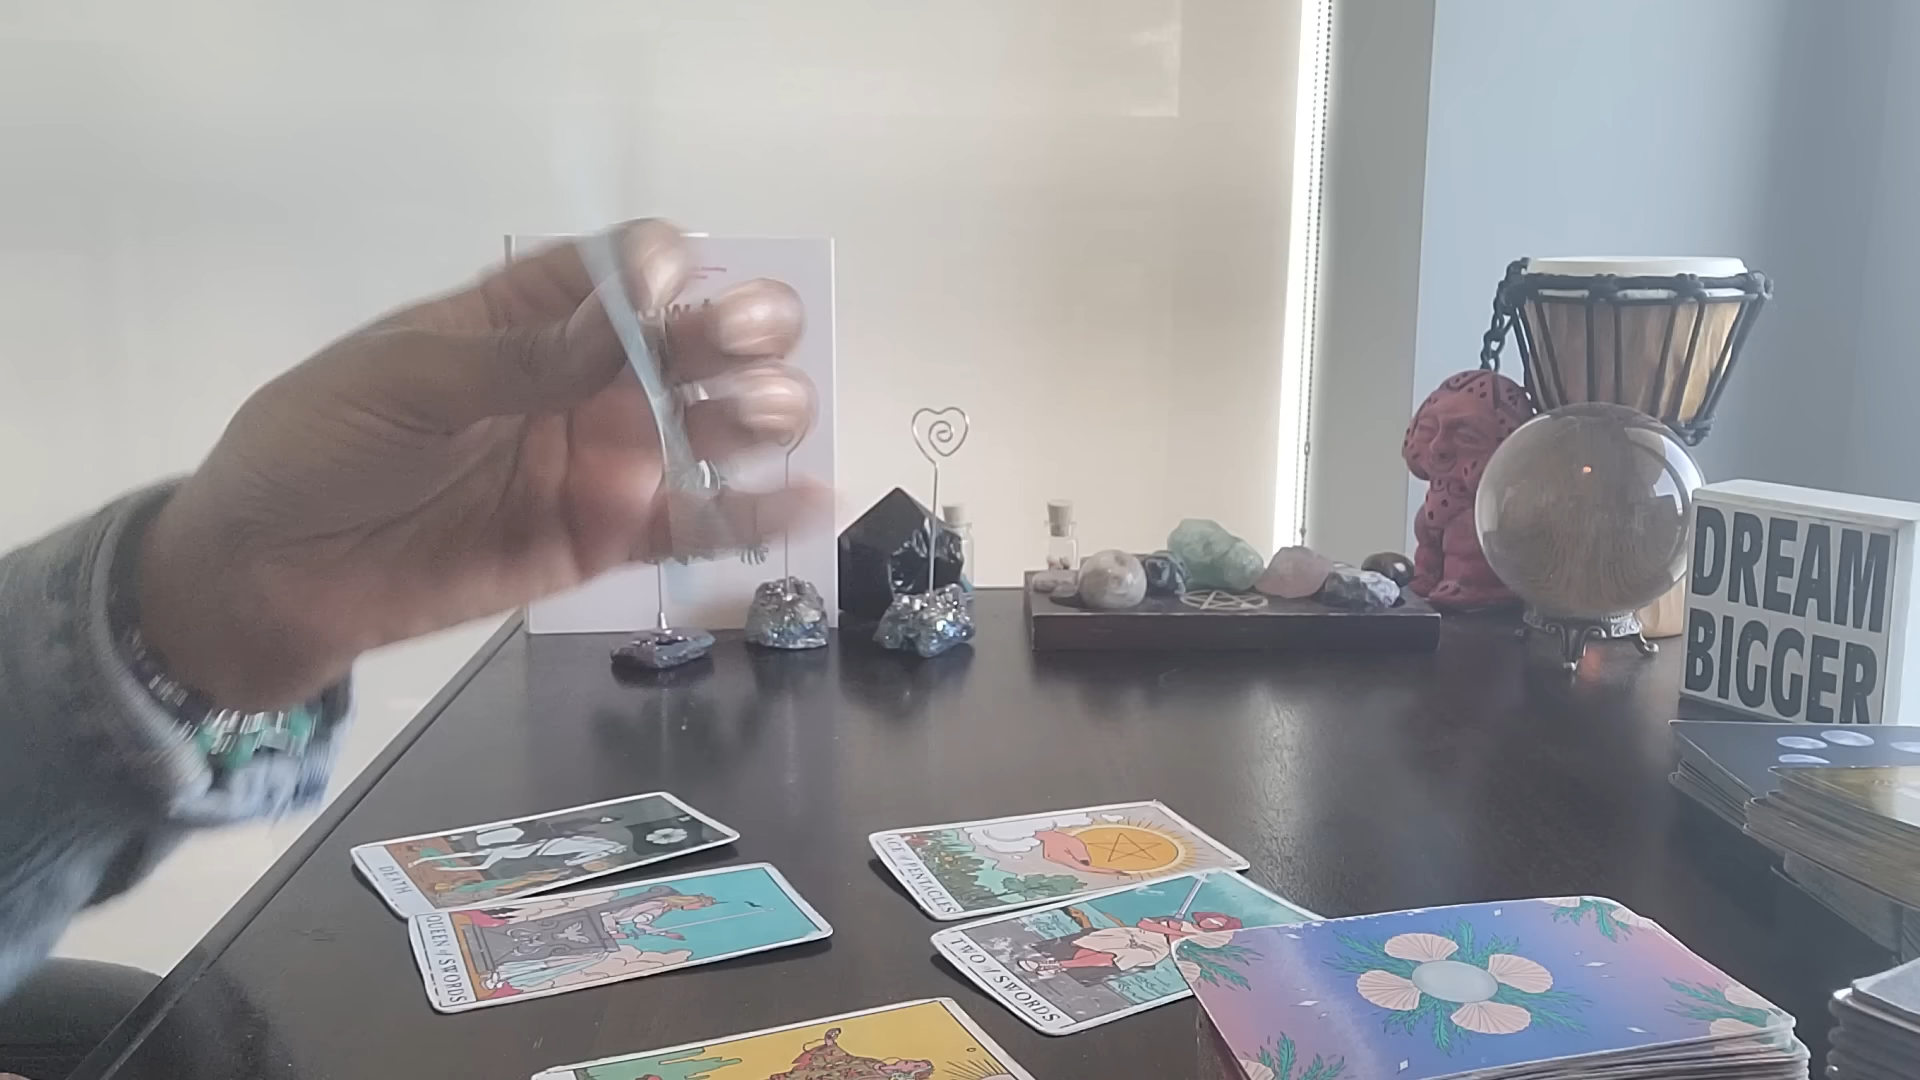 DREAM
BIGGER
DEATH
QUEEN of SWORDS
ACE of PENTACLES
TWO of SWORDS